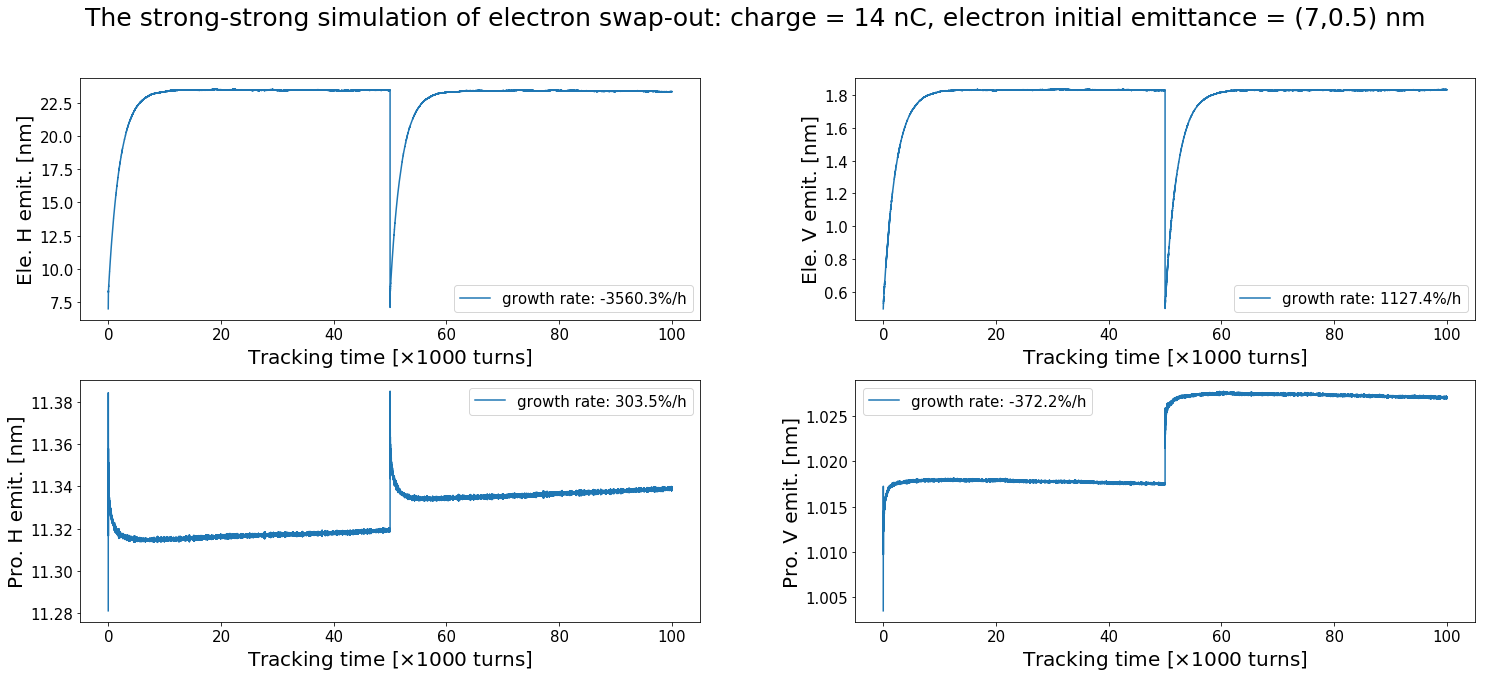 The strong-strong simulation of electron swap-out: charge = 14 nC, electron initial emittance = (7,0.5) nm
Ele. H emit. [nm]
22.5
20.0
17.5
15.0
12.5
10.0
7.5
growth rate: -3560.3%/h
0 20 40 60 80 100
Tracking time [×1000 turns]
Ele. V emit. [nm]
1.8
1.6
1.4
1.2
1.0
0.8
0.6
growth rate: 1127.4%/h
0 20 40 60 80 100
Tracking time [×1000 turns]
Pro. H emit. [nm]
11.38
11.36
11.34
11.32
11.30
11.28
growth rate: 303.5%/h
0 20 40 60 80 100
Tracking time [×1000 turns]
Pro. V emit. [nm]
1.025
1.020
1.015
1.010
1.005
growth rate: -372.2%/h
0 20 40 60 80 100
Tracking time [×1000 turns]